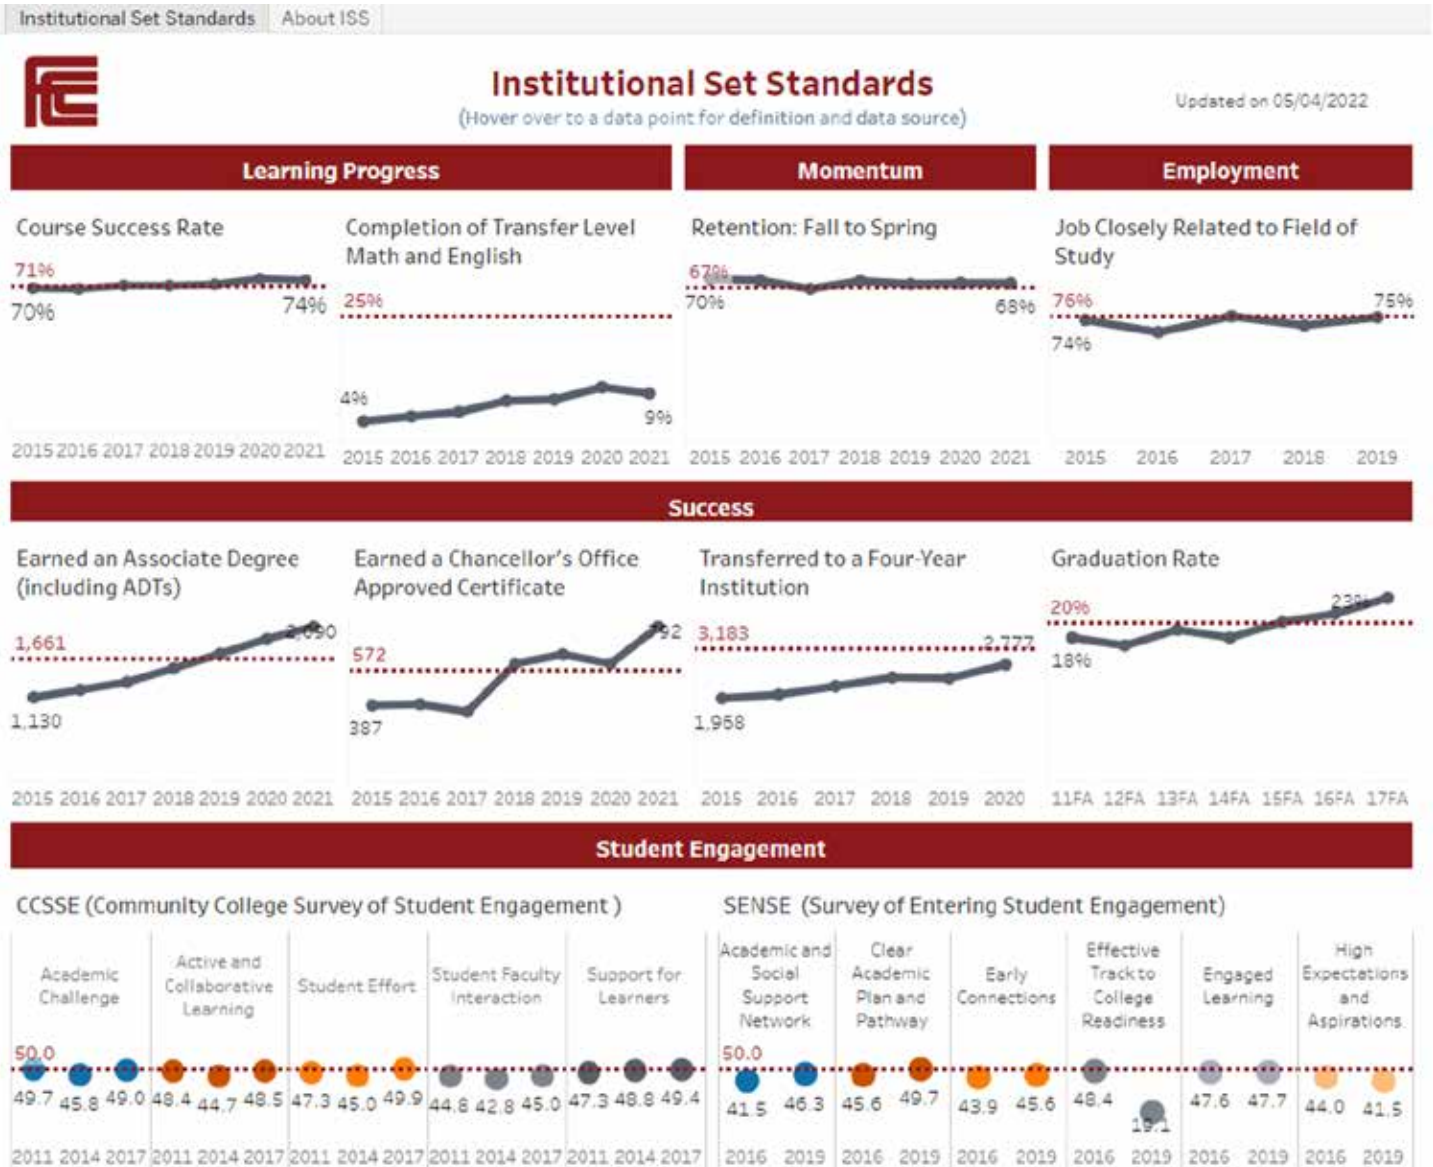 Institutional Set Standards About ISS
FCC
Institutional Set Standards
(Hover over to a data point for definition and data source)
Updated on 05/04/2022
Learning Progress
Momentum
Employment
Course Success Rate
71%
70%
74%
2015 2016 2017 2018 2019 2020 2021
Completion of Transfer Level
Math and English
25%
4%
9%
2015 2016 2017 2018 2019 2020 2021
Retention: Fall to Spring
67%
70%
68%
2015 2016 2017 2018 2019 2020 2021
Job Closely Related to Field of
Study
76%
75%
74%
2015 2016 2017 2018 2019
Success
Earned an Associate Degree
(including ADTs)
1,661
2,090
1,130
2015 2016 2017 2018 2019 2020 2021
Earned a Chancellor's Office
Approved Certificate
572
792
387
2015 2016 2017 2018 2019 2020 2021
Transferred to a Four-Year
Institution
3,183
2,777
1,958
2015 2016 2017 2018 2019 2020
Graduation Rate
20%
23%
18%
11FA 12FA 13FA 14FA 15FA 16FA 17FA
Student Engagement
CCSSE (Community College Survey of Student Engagement )
Academic
Challenge
50.0
49.7 45.8 49.0
2011 2014 2017
Active and
Collaborative
Learning
48.4 44.7 48.5
2011 2014 2017
Student Effort
47.3 45.0 49.9
2011 2014 2017
Student Faculty
Interaction
44.8 42.8 45.0
2011 2014 2017
Support for
Learners
47.3 48.8 49.4
2011 2014 2017
SENSE (Survey of Entering Student Engagement)
Academic and
Social
Support
Network
50.0
41.5 46.3
2016 2019
Clear
Academic
Plan and
Pathway
45.6 49.7
2016 2019
Early
Connections
43.9 45.6
2016 2019
Effective
Track to
College
Readiness
48.4 19.1
2016 2019
Engaged
Learning
47.6 47.7
2016 2019
High
Expectations
and
Aspirations
44.0 41.5
2016 2019